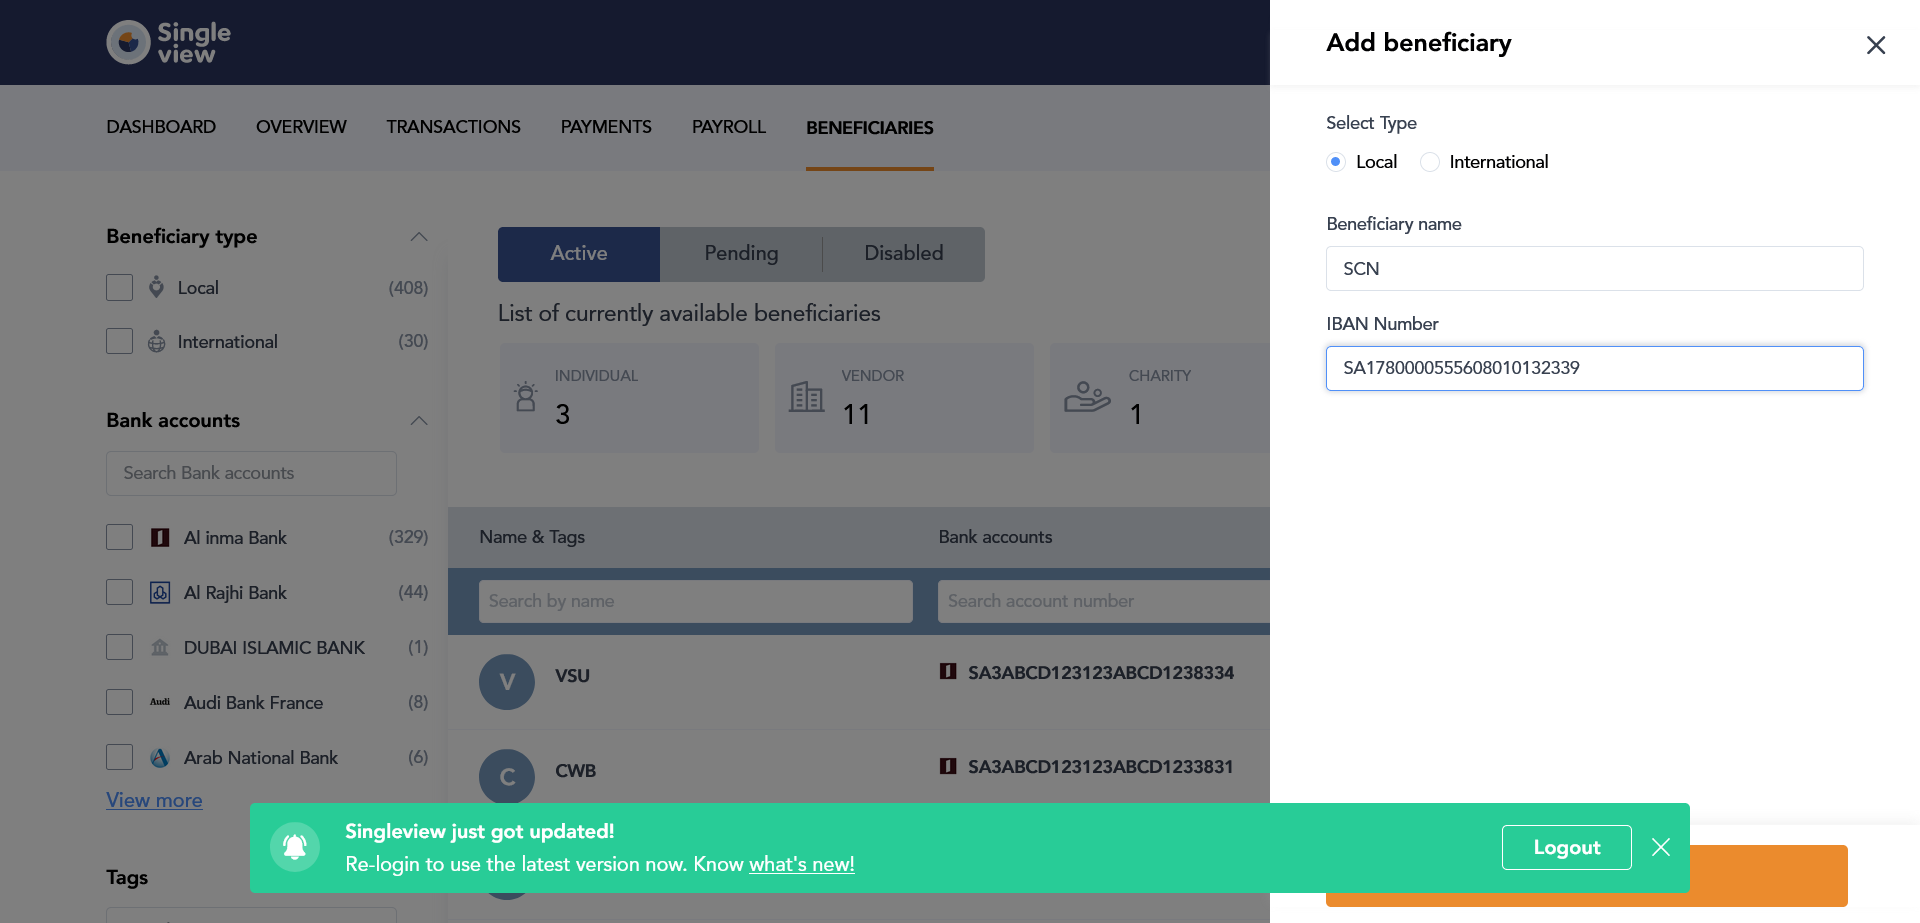 Single
view
DASHBOARD
OVERVIEW
TRANSACTIONS
PAYMENTS
PAYROLL
BENEFICIARIES
Beneficiary type
Local
(408)
International
(30)
Bank accounts
Search Bank accounts
Al inma Bank
(329)
Al Rajhi Bank
(44)
DUBAI ISLAMIC BANK
(1)
Audi
Audi Bank France
(8)
Arab National Bank
(6)
View more
Tags
Active
Pending
Disabled
List of currently available beneficiaries
INDIVIDUAL
3
VENDOR
11
CHARITY
1
Name & Tags
Bank accounts
Search by name
Search account number
V
VSU
SA3ABCD123123ABCD1238334
C
CWB
SA3ABCD123123ABCD1233831
Add beneficiary
Select Type
Local
International
Beneficiary name
SCN
IBAN Number
SA1780000555608010132339
Singleview just got updated!
Re-login to use the latest version now. Know what's new!
Logout